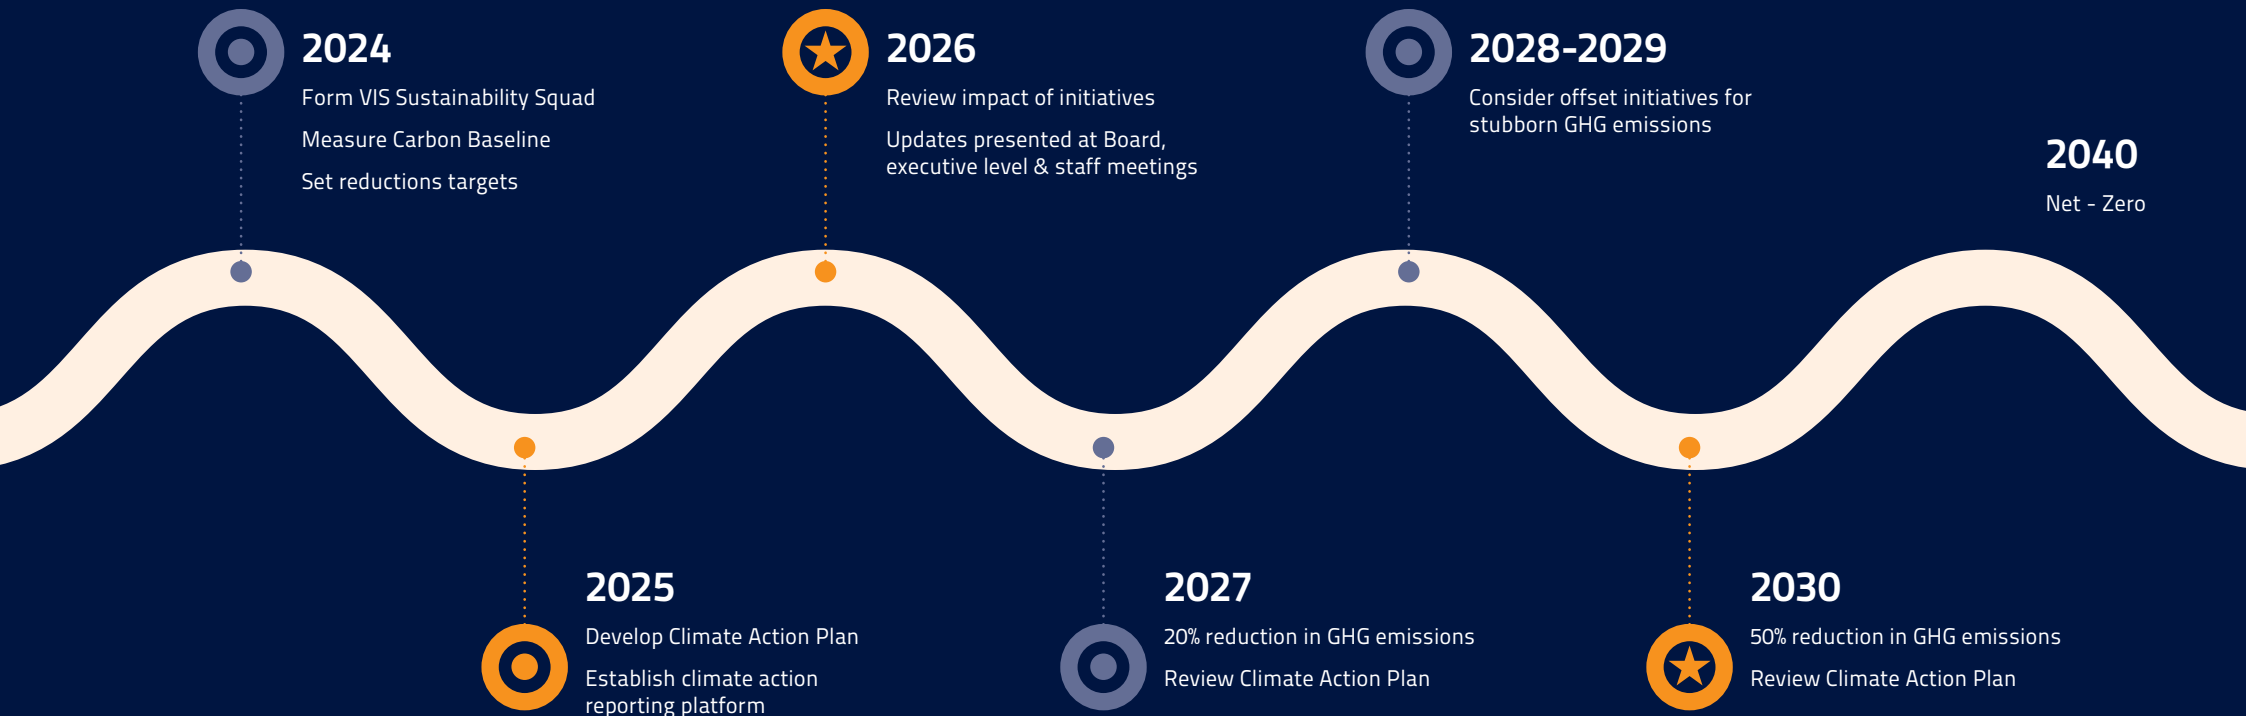 2024
Form VIS Sustainability Squad
Measure Carbon Baseline
Set reductions targets
2026
Review impact of initiatives
Updates presented at Board,
executive level & staff meetings
2028-2029
Consider offset initiatives for
stubborn GHG emissions
2040
Net - Zero
2025
Develop Climate Action Plan
Establish climate action
reporting platform
2027
20% reduction in GHG emissions
Review Climate Action Plan
2030
50% reduction in GHG emissions
Review Climate Action Plan